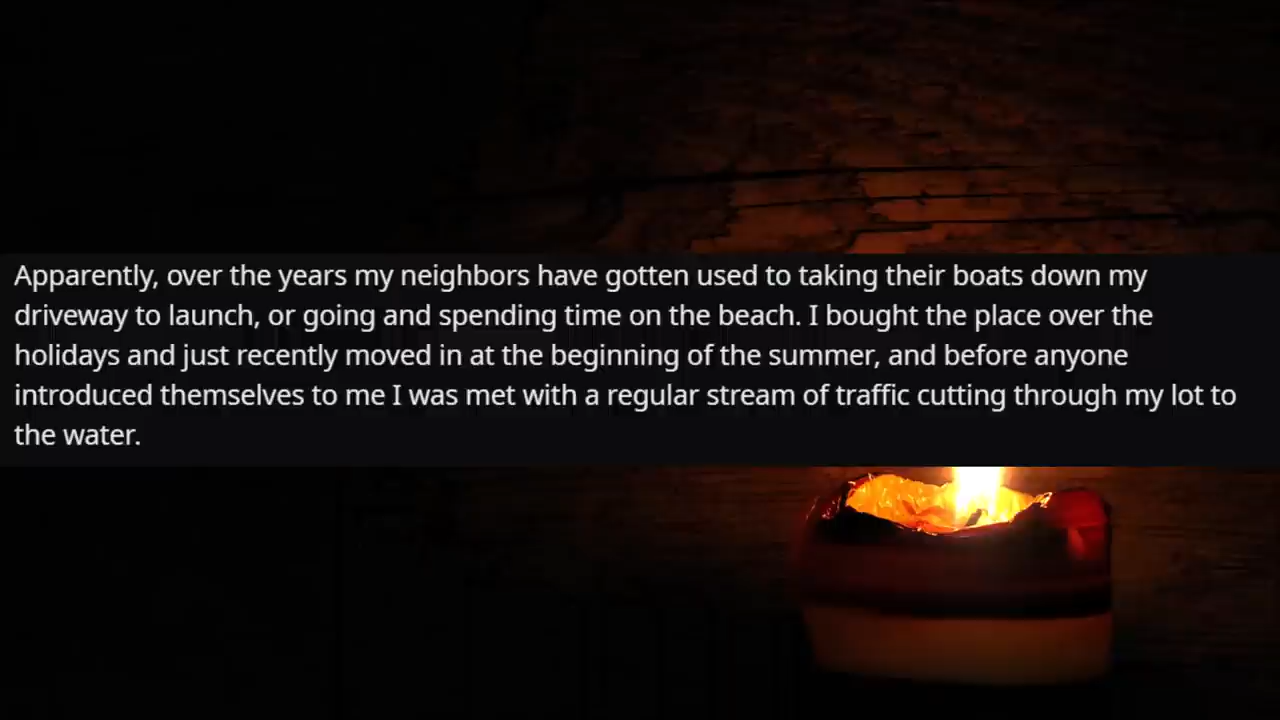 Apparently, over the years my neighbors have gotten used to taking their boats down my
driveway to launch, or going and spending time on the beach. I bought the place over the
holidays and just recently moved in at the beginning of the summer, and before anyone
introduced themselves to me I was met with a regular stream of traffic cutting through my lot to
the water.